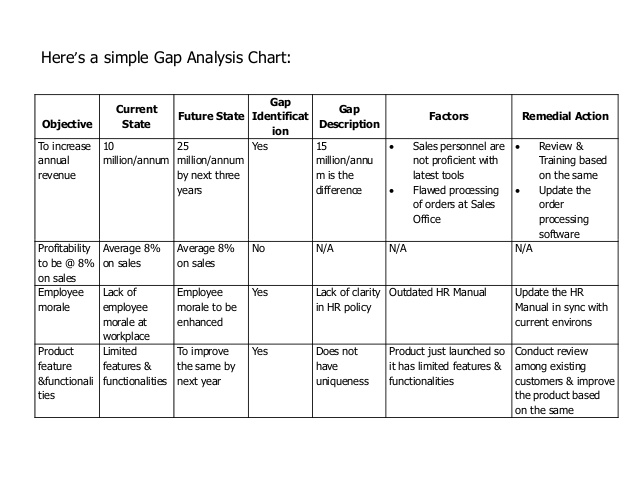 Here's a simple Gap Analysis Chart:
Objective
Current
State
Future State
Gap
Identificat
ion
Gap
Description
Factors
Remedial Action
To increase
annual
revenue
10
million/annum
25
million/annum
by next three
years
Yes
15
million/annu
m is the
difference
• Sales personnel are
not proficient with
latest tools
• Flawed processing
of orders at Sales
Office
• Review &
Training based
on the same
• Update the
order
processing
software
Profitability
to be @ 8%
on sales
Average 8%
on sales
Average 8%
on sales
No
N/A
N/A
N/A
Employee
morale
Lack of
employee
morale at
workplace
Employee
morale to be
enhanced
Yes
Lack of clarity
in HR policy
Outdated HR Manual
Update the HR
Manual in sync with
current environs
Product
feature
&functionali
ties
Limited
features &
functionalities
To improve
the same by
next year
Yes
Does not
have
uniqueness
Product just launched so
it has limited features &
functionalities
Conduct review
among existing
customers & improve
the product based
on the same